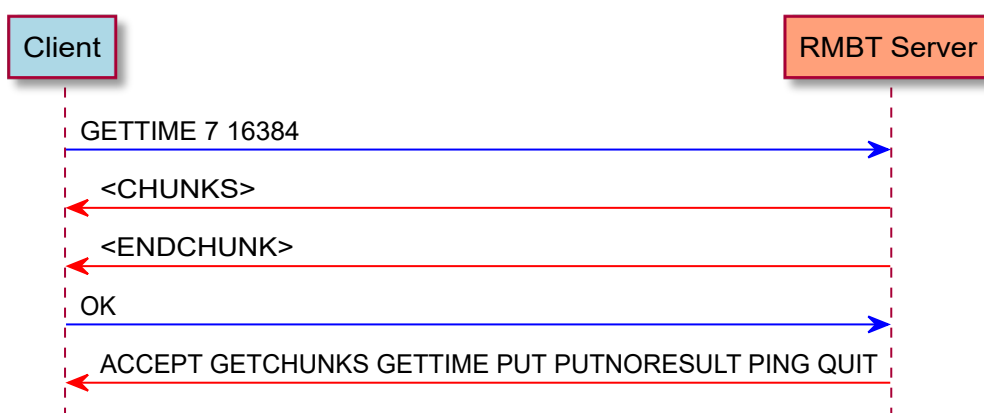 Client
RMBT Server
GETTIME 7 16384
<CHUNKS>
<ENDCHUNK>
OK
ACCEPT GETCHUNKS GETTIME PUT PUTNORESULT PING QUIT